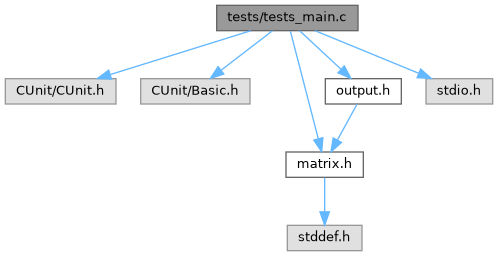 tests/tests_main.c
CUnit/CUnit.h
CUnit/Basic.h
output.h
stdio.h
matrix.h
stddef.h